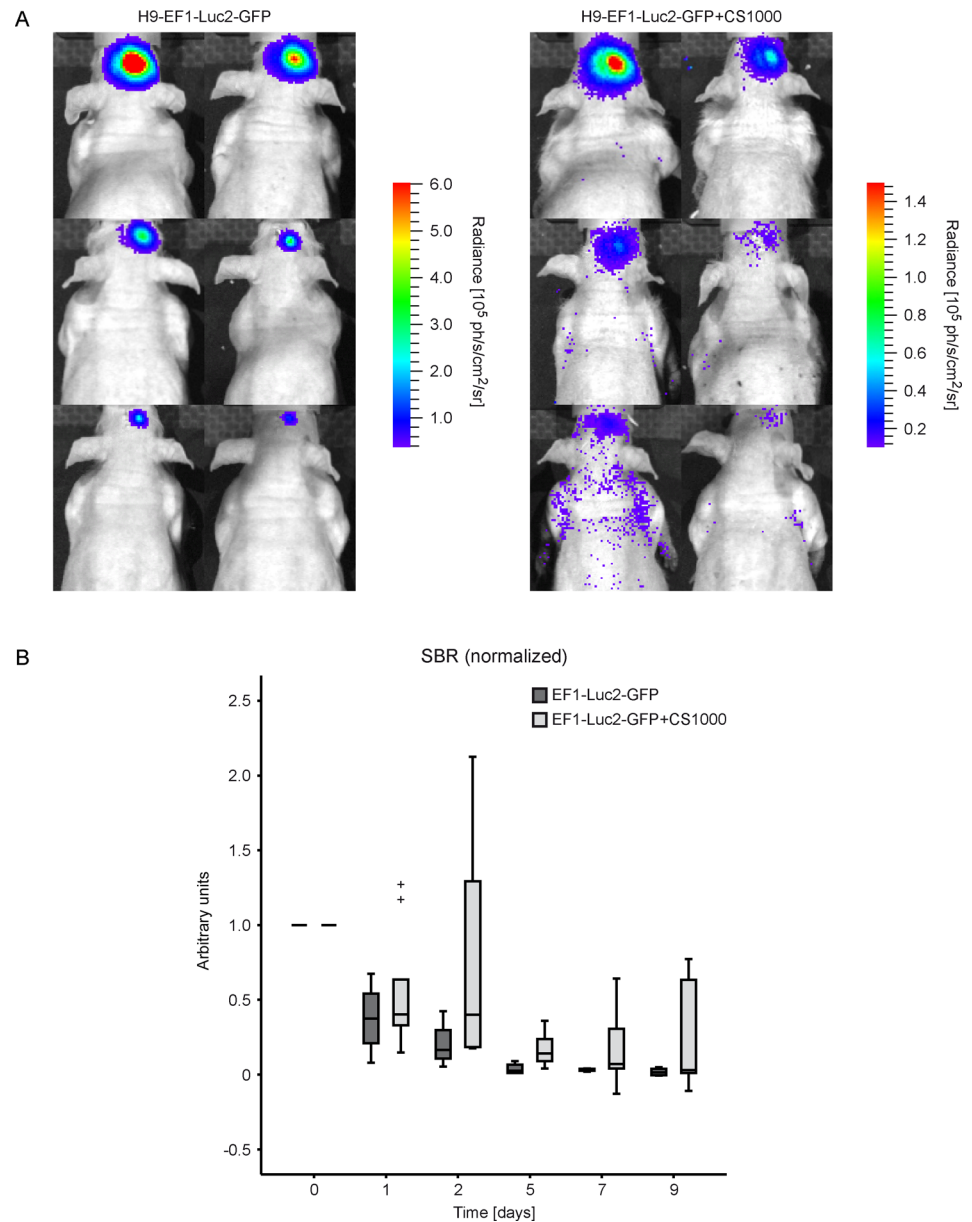 A
H9-EF1-Luc2-GFP
H9-EF1-Luc2-GFP+CS1000
6.0
5.0
4.0
3.0
2.0
1.0
Radiance [10⁵ ph/s/cm²/sr]
1.4
1.2
1.0
0.8
0.6
0.4
0.2
Radiance [10⁵ ph/s/cm²/sr]
B
SBR (normalized)
EF1-Luc2-GFP
EF1-Luc2-GFP+CS1000
2.5
2.0
1.5
1.0
0.5
0
-0.5
Arbitrary units
0 1 2 5 7 9
Time [days]